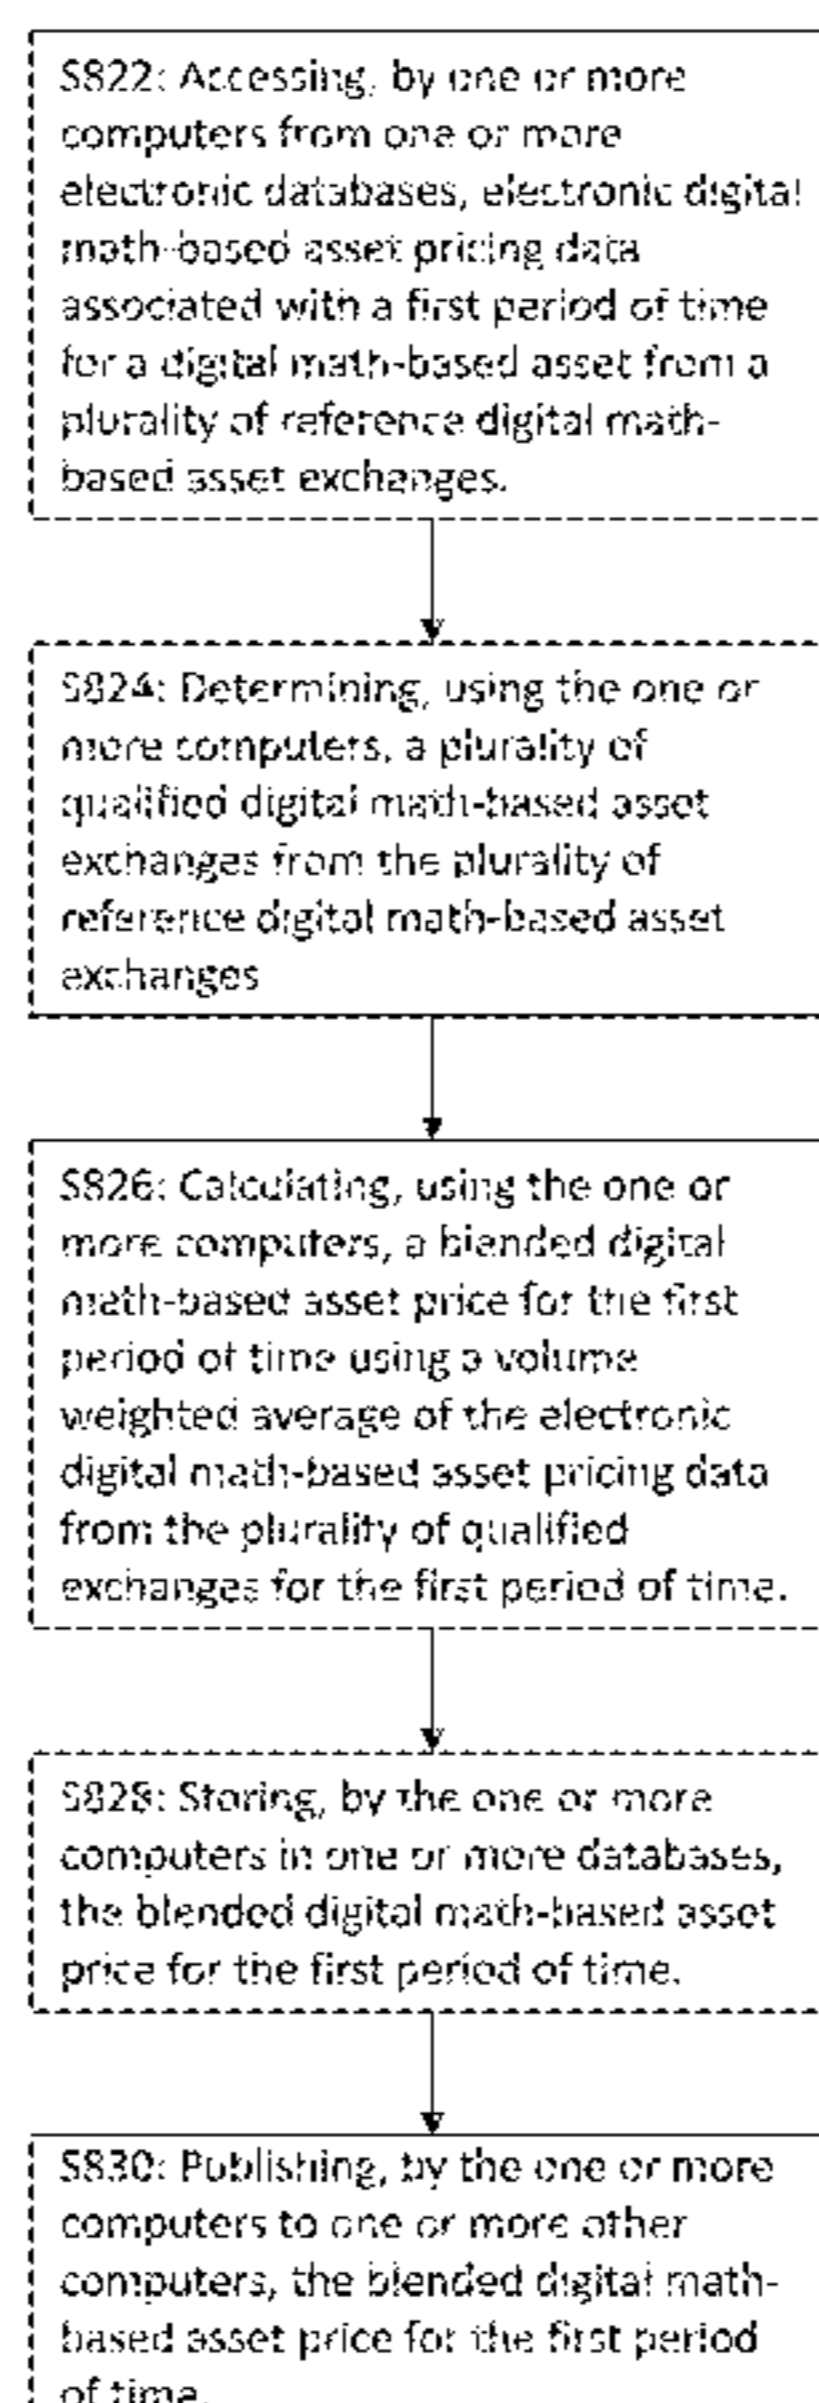 S822: Accessing, by one or more
computers from one or more
electronic databases, electronic digital
math-based asset pricing data
associated with a first period of time
for a digital math-based asset from a
plurality of reference digital math-
based asset exchanges.
S824: Determining, using the one or
more computers, a plurality of
qualified digital math-based asset
exchanges from the plurality of
reference digital math-based asset
exchanges
S826: Calculating, using the one or
more computers, a blended digital
math-based asset price for the first
period of time using a volume
weighted average of the electronic
digital math-based asset pricing data
from the plurality of qualified
exchanges for the first period of time.
S828: Storing, by the one or more
computers in one or more databases,
the blended digital math-based asset
price for the first period of time.
S830: Publishing, by the one or more
computers to one or more other
computers, the blended digital math-
based asset price for the first period
of time.